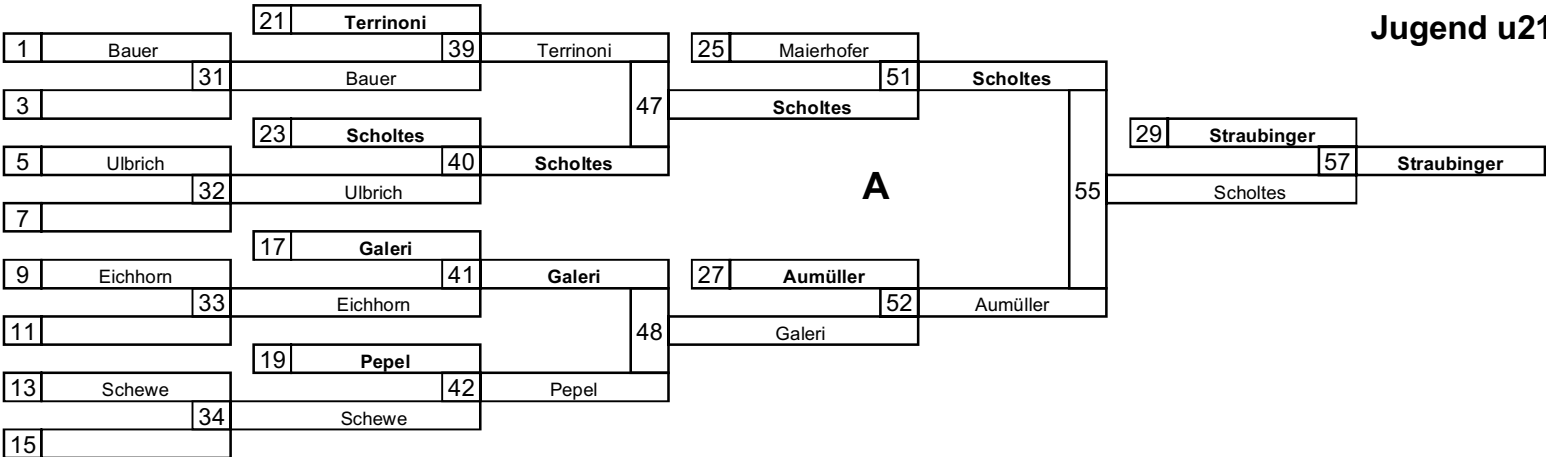 21 Terrinoni
Jugend u21
1 Bauer 39 Terrinoni 25 Maierhofer
31 Bauer 51 Scholtes
3 47 Scholtes
23 Scholtes 29 Straubinger
5 Ulbrich 40 Scholtes 57 Straubinger
32 Ulbrich A 55 Scholtes
7
17 Galeri
9 Eichhorn 41 Galeri 27 Aumüller
33 Eichhorn 52 Aumüller
11 48 Galeri
19 Pepel
13 Schewe 42 Pepel
34 Schewe
15